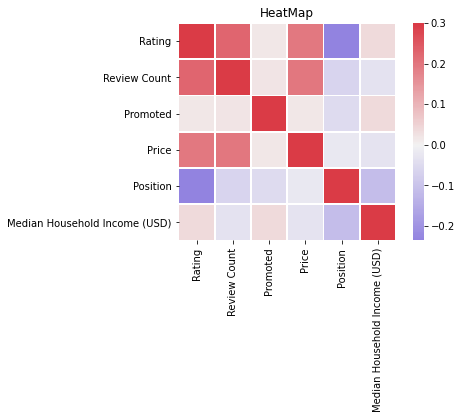 HeatMap
Rating
Review Count
Promoted
Price
Position
Median Household Income (USD)
Rating
Review Count
Promoted
Price
Position
Median Household Income (USD)
0.3
0.2
0.1
0.0
−0.1
−0.2